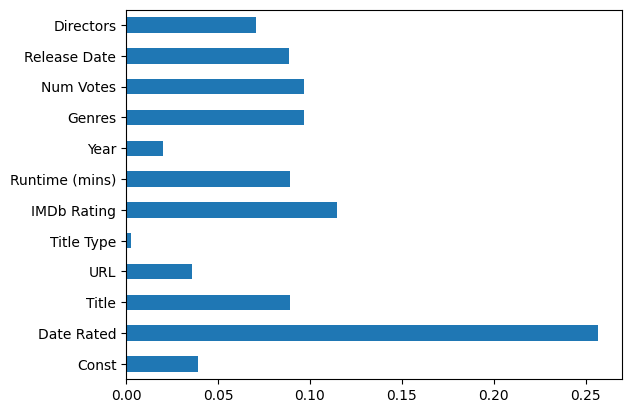 Directors
Release Date
Num Votes
Genres
Year
Runtime (mins)
IMDb Rating
Title Type
URL
Title
Date Rated
Const
0.00 0.05 0.10 0.15 0.20 0.25